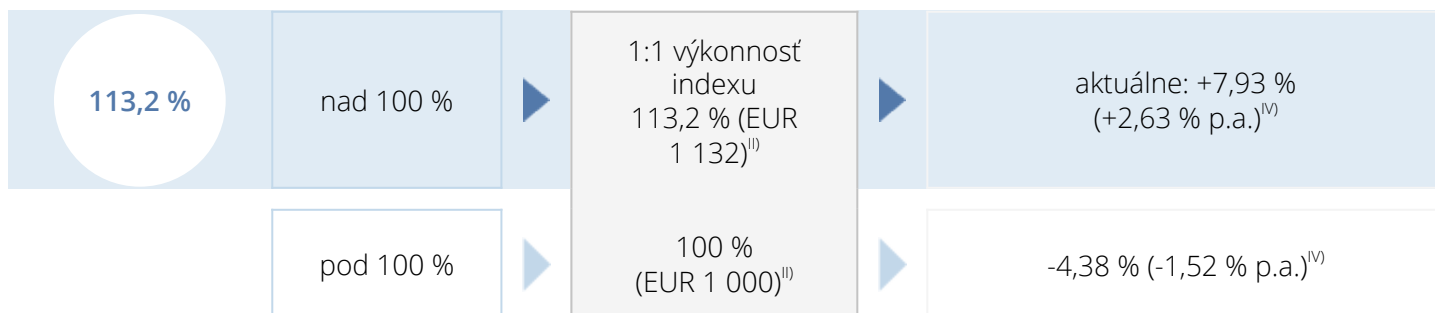 113,2 %
nad 100 %
1:1 výkonnosť
indexu
113,2 % (EUR
1 132)II)
aktuálne: +7,93 %
(+2,63 % p.a.)IV)
pod 100 %
100 %
(EUR 1 000)II)
-4,38 % (-1,52 % p.a.)IV)